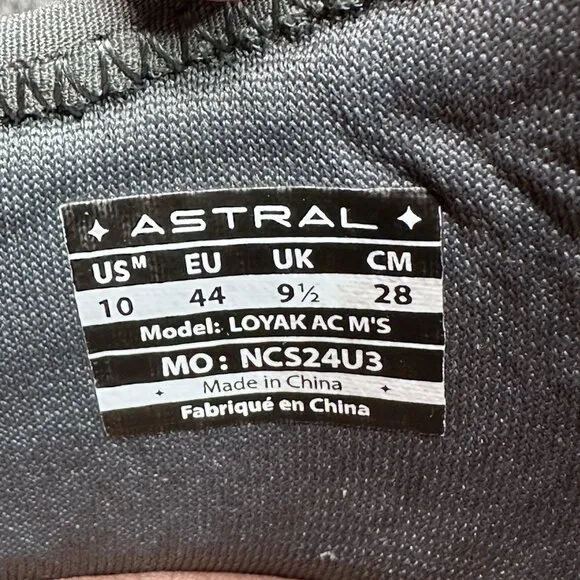 ASTRAL
USM EU UK CM
10 44 9½ 28
Model: LOYAK AC M'S
MO : NCS24U3
Made in China
Fabriqué en China